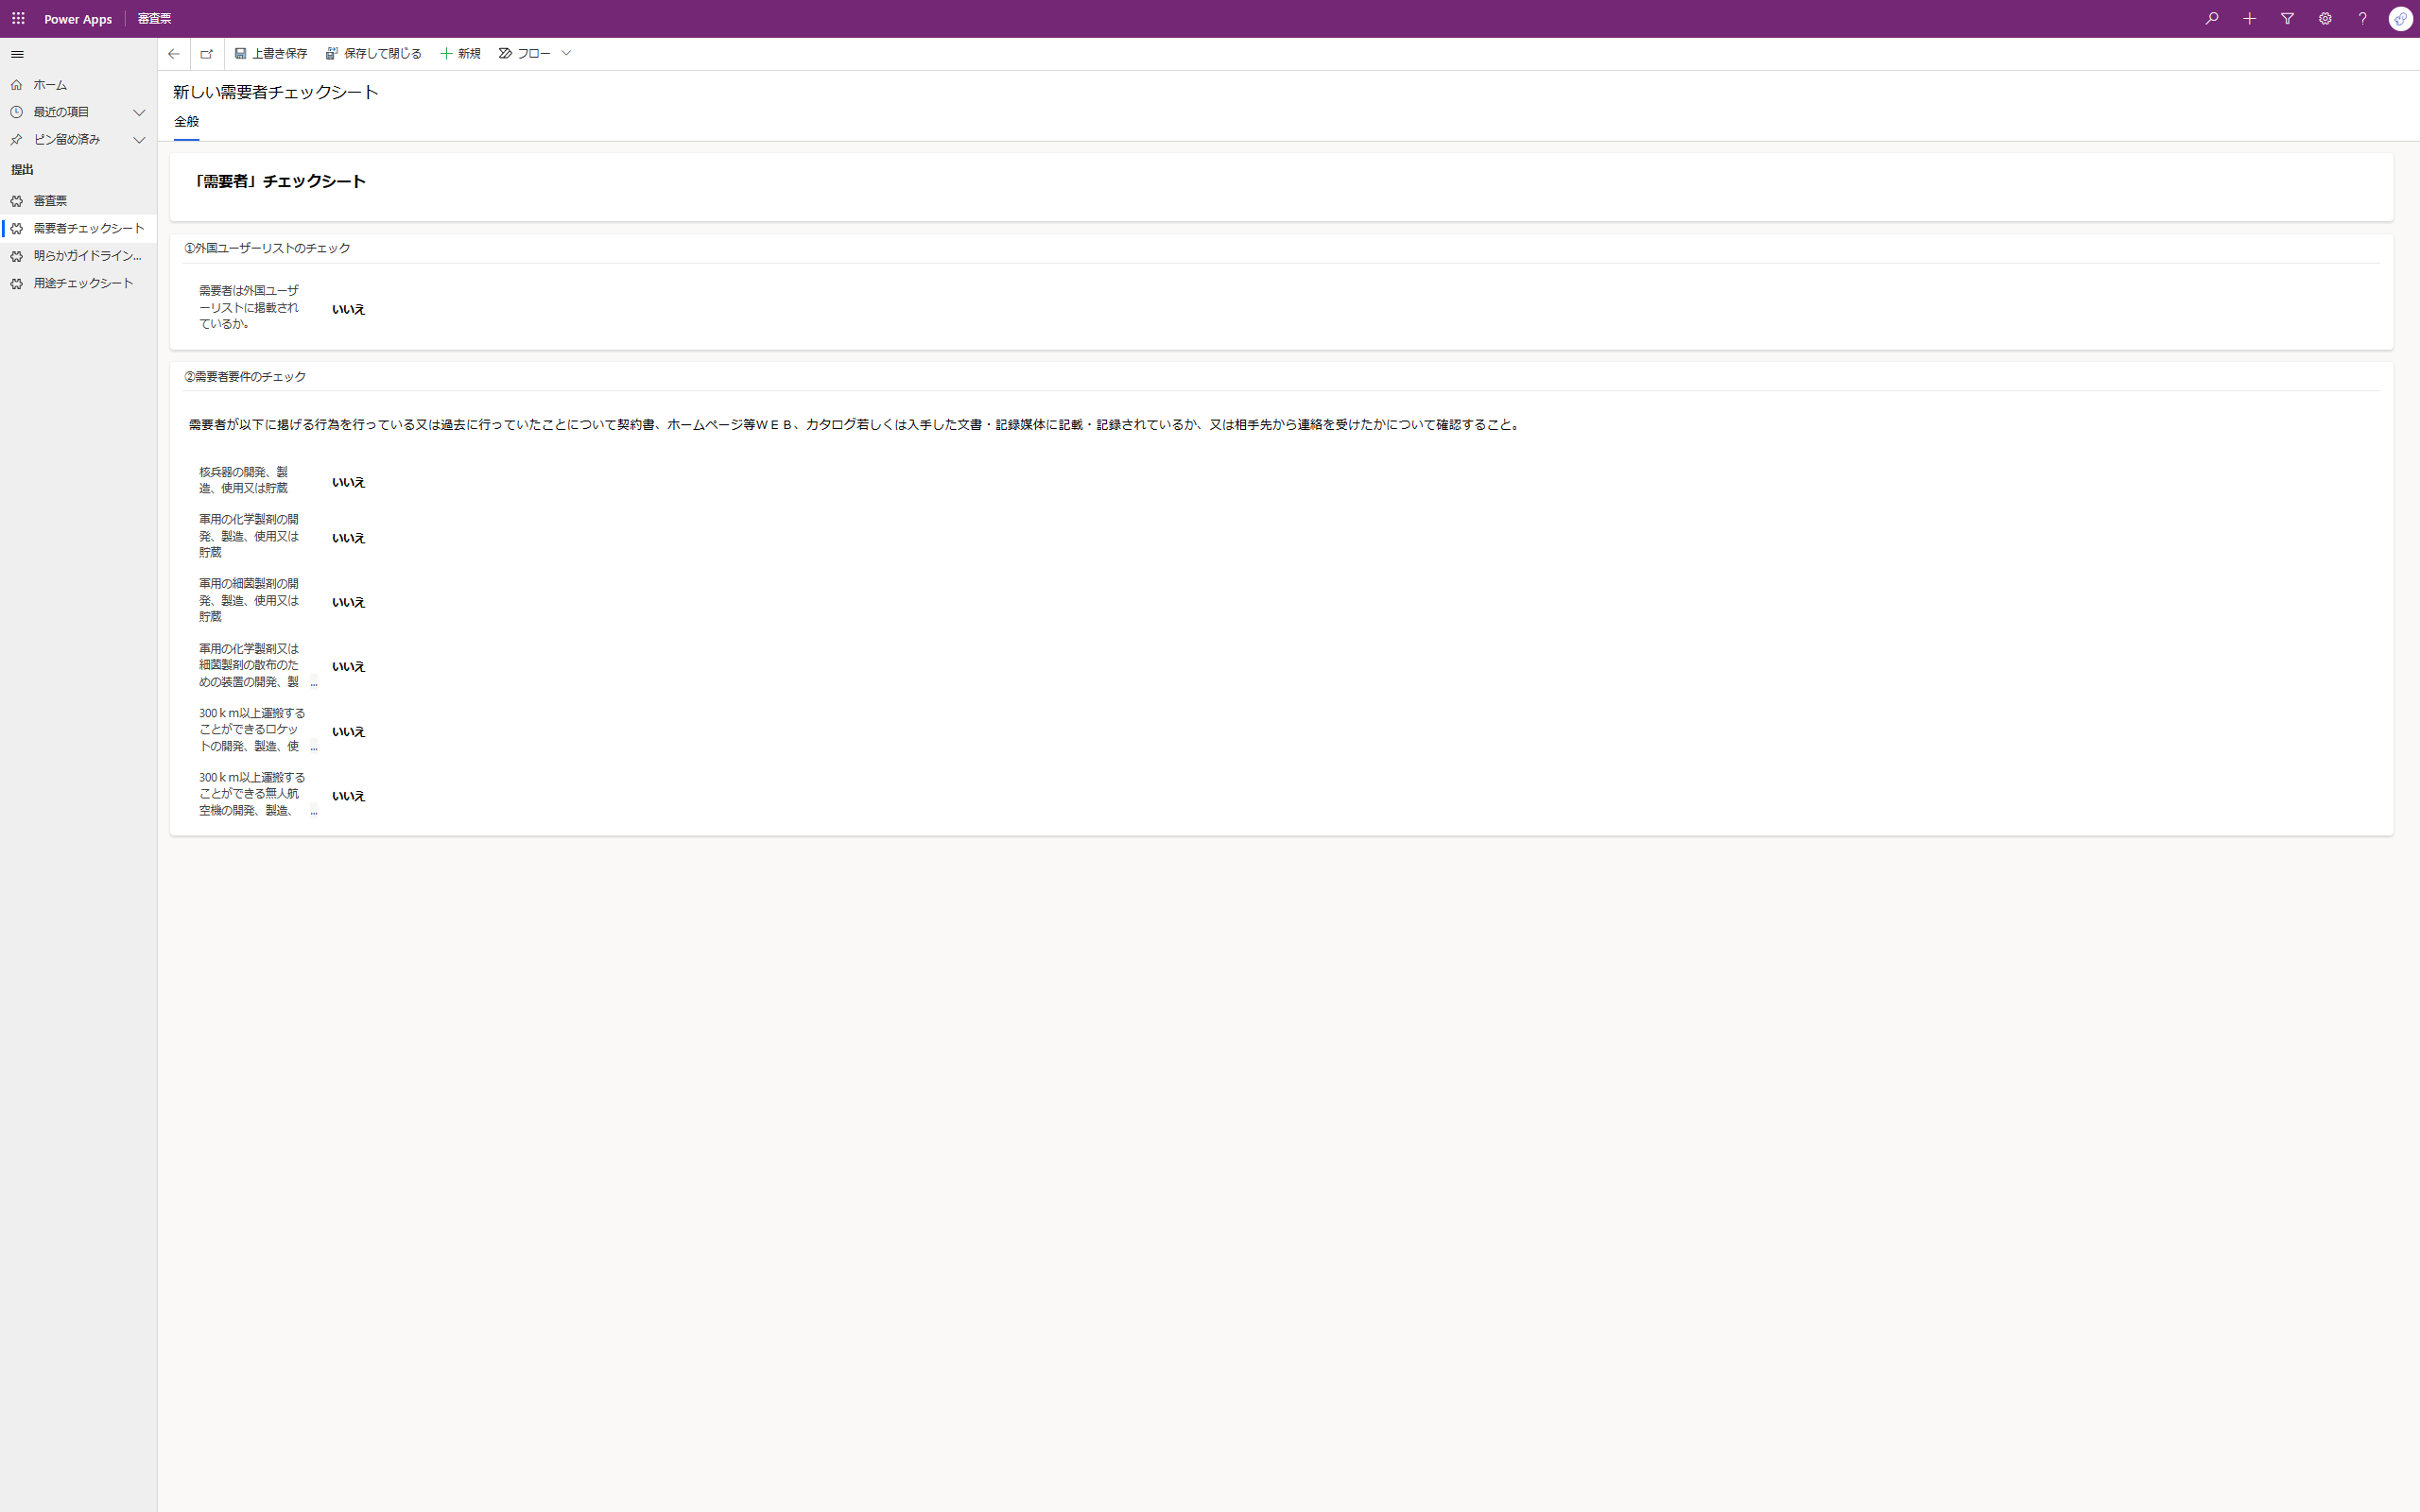 Power Apps 審査票
上書き保存 保存して閉じる 新規 フロー
ホーム
最近の項目
ピン留め済み
提出
審査票
需要者チェックシート
明らかガイドライン...
用途チェックシート
新しい需要者チェックシート
全般
「需要者」チェックシート
①外国ユーザーリストのチェック
需要者は外国ユーザ
ーリストに掲載され
ているか。
いいえ
②需要者要件のチェック
需要者が以下に掲げる行為を行っている又は過去に行っていたことについて契約書、ホームページ等ＷＥＢ、カタログ若しくは入手した文書・記録媒体に記載・記録されているか、又は相手先から連絡を受けたかについて確認すること。
核兵器の開発、製
造、使用又は貯蔵
いいえ
軍用の化学製剤の開
発、製造、使用又は
貯蔵
いいえ
軍用の細菌製剤の開
発、製造、使用又は
貯蔵
いいえ
軍用の化学製剤又は
細菌製剤の散布のた
めの装置の開発、製 ...
いいえ
300ｋm以上運搬する
ことができるロケッ
トの開発、製造、使 ...
いいえ
300ｋm以上運搬する
ことができる無人航
空機の開発、製造、 ...
いいえ